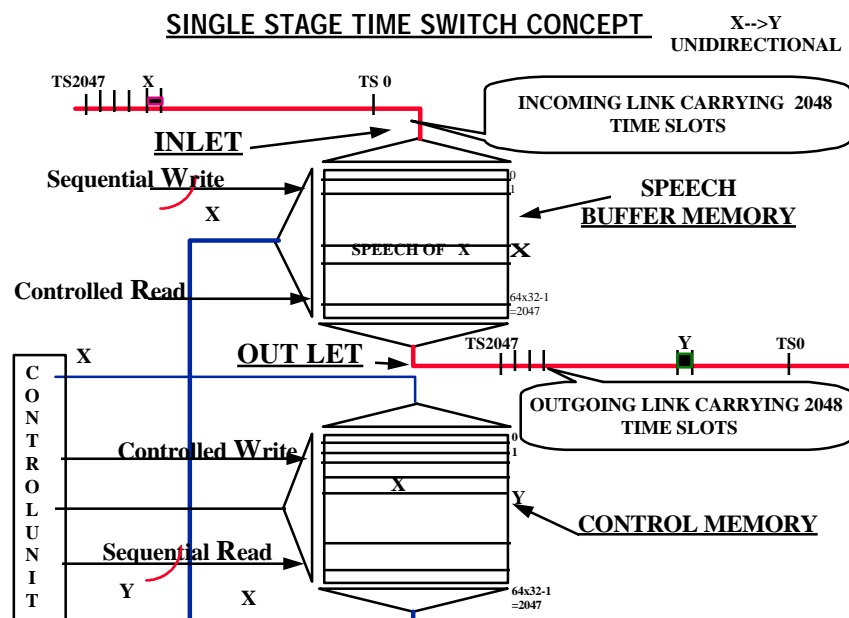 SINGLE STAGE TIME SWITCH CONCEPT
X-->Y
UNIDIRECTIONAL
TS2047
X
TS 0
INCOMING LINK CARRYING 2048
TIME SLOTS
INLET
Sequential Write
X
0
1
SPEECH
BUFFER MEMORY
SPEECH OF X
X
Controlled Read
64x32-1
=2047
OUT LET
TS2047
Y
TS0
X
OUTGOING LINK CARRYING 2048
TIME SLOTS
CONTROL UNIT
Controlled Write
0
1
X
Y
CONTROL MEMORY
Sequential Read
Y
X
64x32-1
=2047